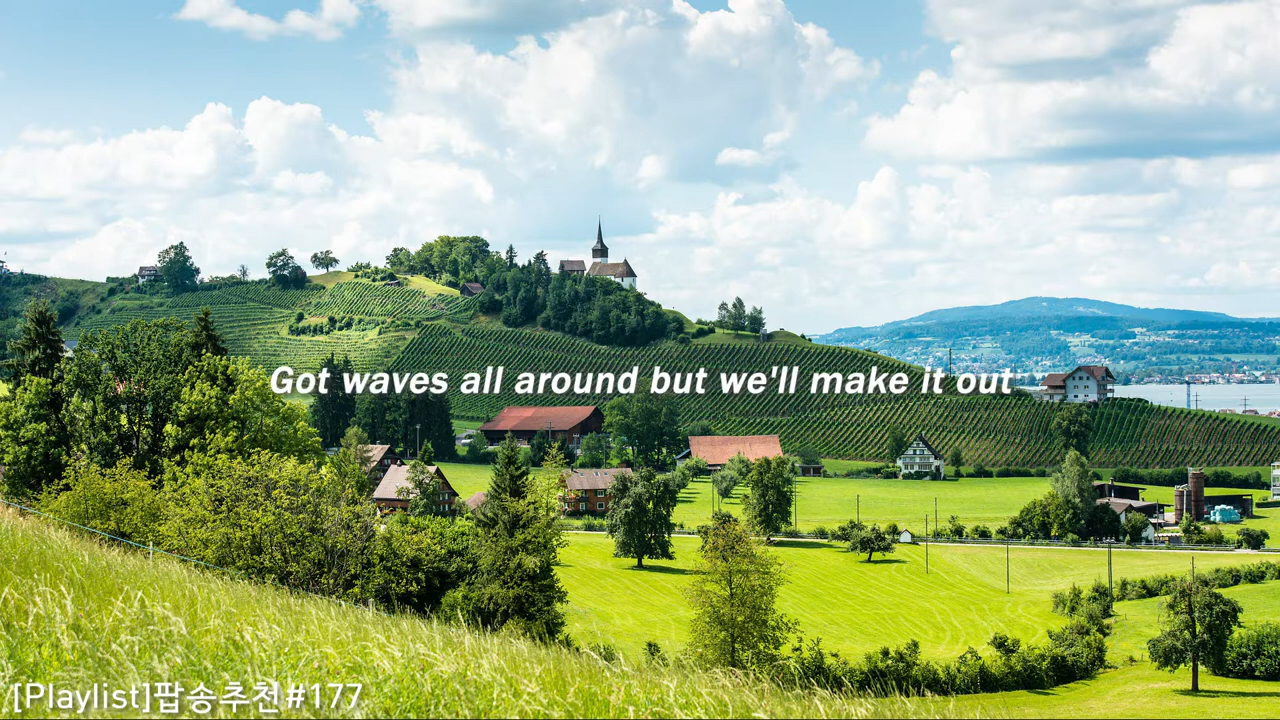 Got waves all around but we'll make it out
[Playlist]팝송추천#177